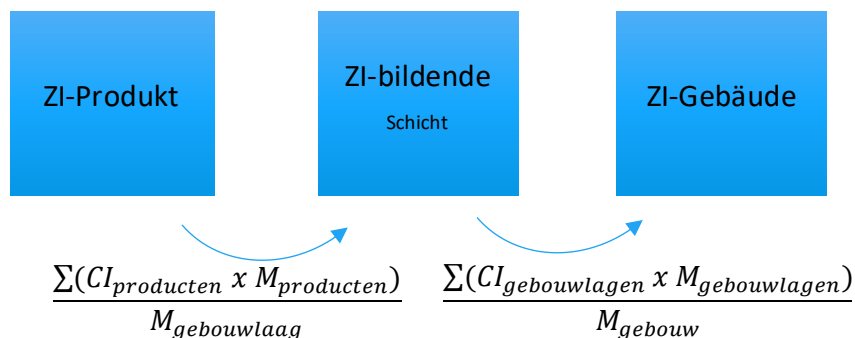 ZI-Produkt
ZI-bildende
Schicht
ZI-Gebäude
∑(CI_producten x M_producten)
M_gebouwlaag
∑(CI_gebouwlagen x M_gebouwlagen)
M_gebouw